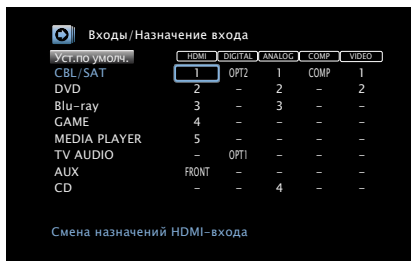 Входы/Назначение входа
Уст.по умолч. HDMI DIGITAL ANALOG COMP VIDEO
CBL/SAT 1 OPT2 1 COMP 1
DVD 2 – 2 – 2
Blu-ray 3 – 3 – –
GAME 4 – – – –
MEDIA PLAYER 5 – – – –
TV AUDIO – OPT1 – – –
AUX FRONT – – – –
CD – – 4 – –
Смена назначений HDMI-входа